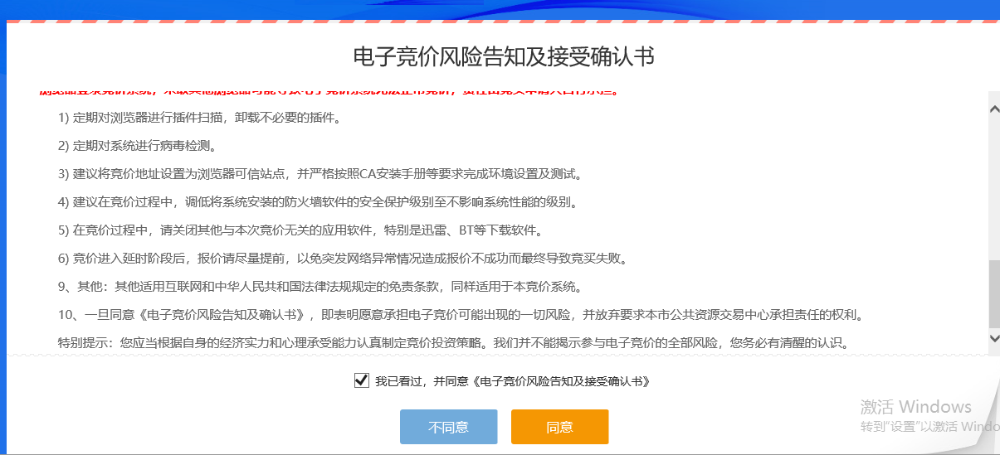 电子竞价风险告知及接受确认书
1) 定期对浏览器进行插件扫描，卸载不必要的插件。
2) 定期对系统进行病毒检测。
3) 建议将竞价地址设置为浏览器可信站点，并严格按照CA安装手册等要求完成环境设置及测试。
4) 建议在竞价过程中，调低将系统安装的防火墙软件的安全保护级别至不影响系统性能的级别。
5) 在竞价过程中，请关闭其他与本次竞价无关的应用软件，特别是迅雷、BT等下载软件。
6) 竞价进入延时阶段后，报价请尽量提前，以免突发网络异常情况造成报价不成功而最终导致竞买失败。
9、其他：其他适用互联网和中华人民共和国法律法规规定的免责条款，同样适用于本竞价系统。
10、一旦同意《电子竞价风险告知及确认书》，即表明愿意承担电子竞价可能出现的一切风险，并放弃要求本市公共资源交易中心承担责任的权利。
特别提示：您应当根据自身的经济实力和心理承受能力认真制定竞价投资策略。我们并不能揭示参与电子竞价的全部风险，您务必有清醒的认识。
我已看过，并同意《电子竞价风险告知及接受确认书》
不同意 同意
激活 Windows
转到“设置”以激活 Windo